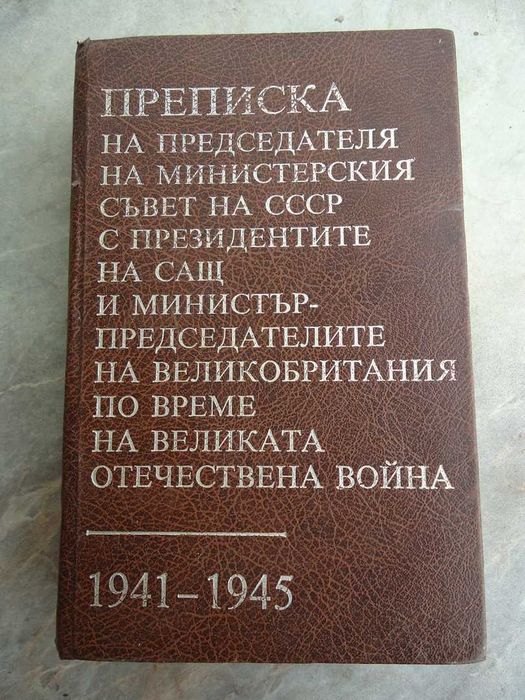 ПРЕПИСКА
НА ПРЕДСЕДАТЕЛЯ
НА МИНИСТЕРСКИЯ
СЪВЕТ НА СССР
С ПРЕЗИДЕНТИТЕ
НА САЩ
И МИНИСТЪР-
ПРЕДСЕДАТЕЛИТЕ
НА ВЕЛИКОБРИТАНИЯ
ПО ВРЕМЕ
НА ВЕЛИКАТА
ОТЕЧЕСТВЕНА ВОЙНА
1941–1945